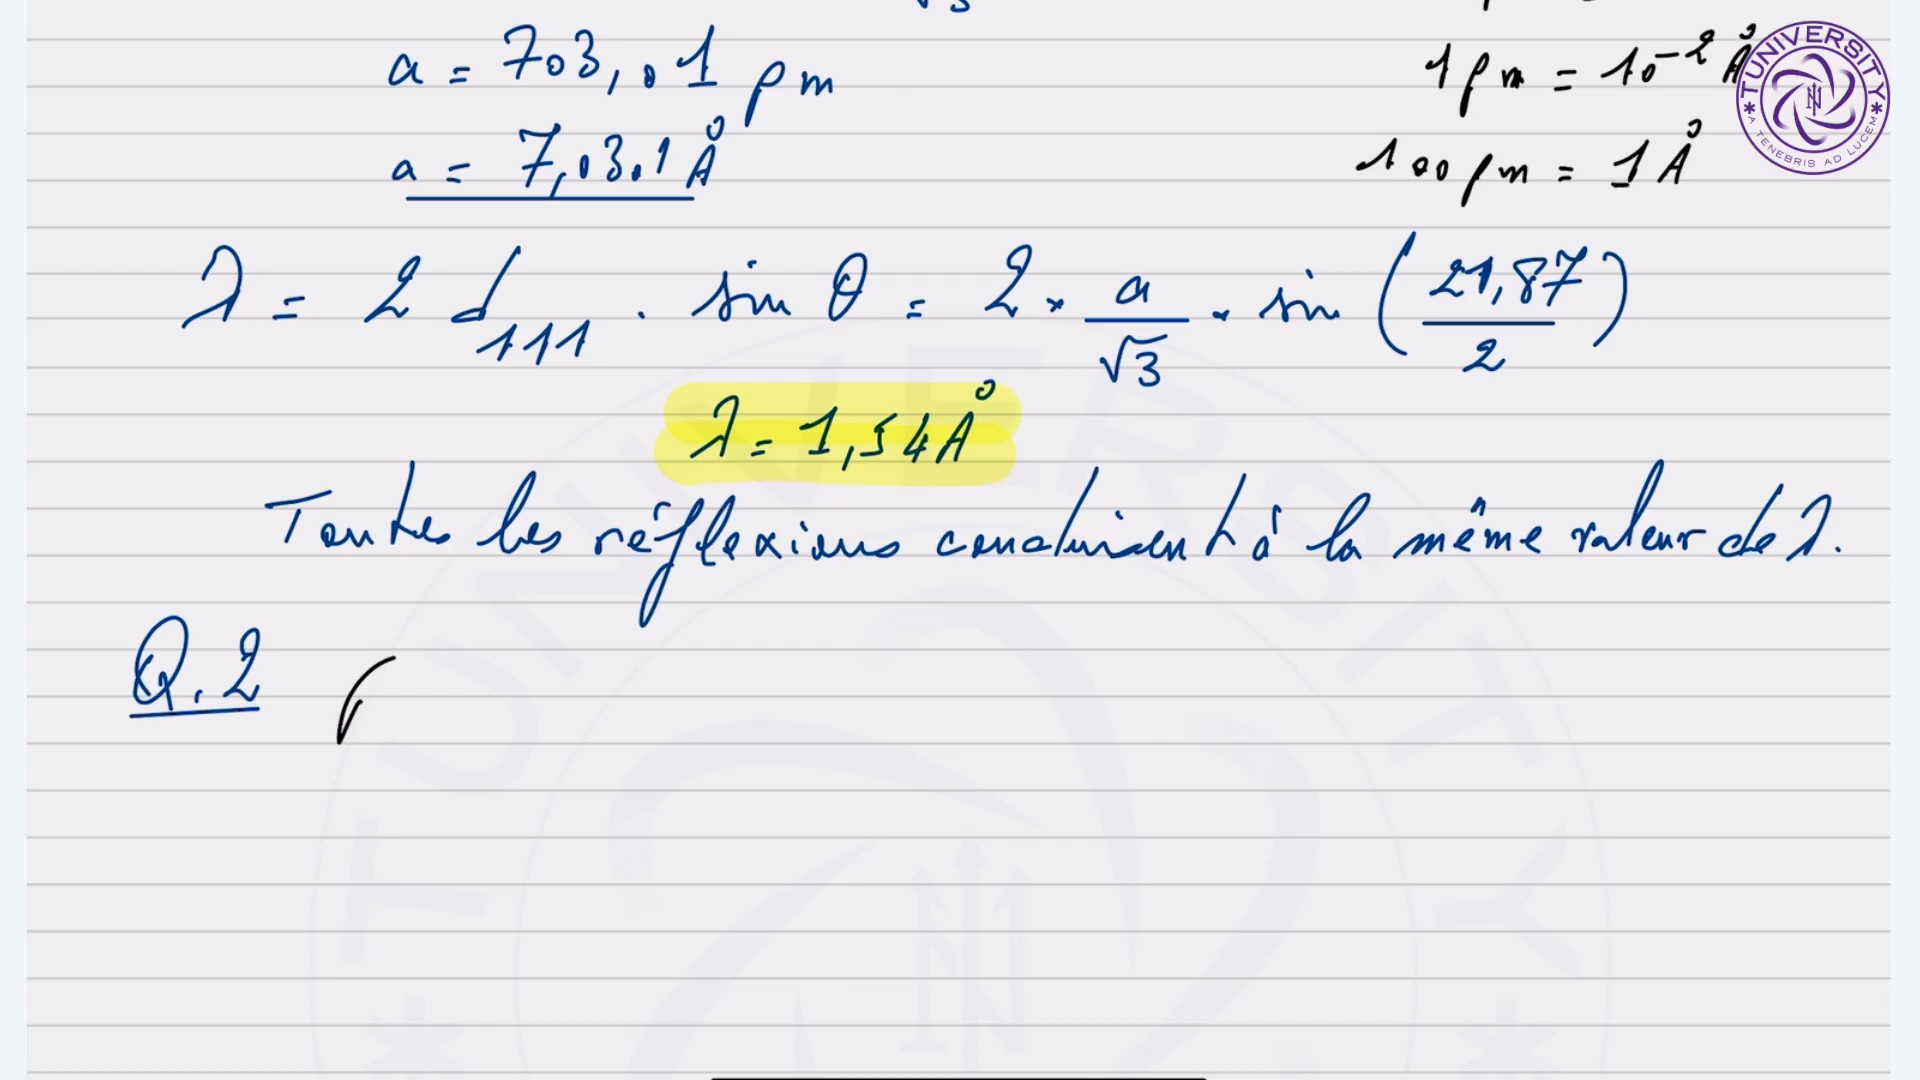 a = 703,01 pm
1 pm = 10⁻² Å
a = 7,0301 Å
100 pm = 1 Å
λ = 2 d₁₁₁ . sin θ = 2 × a/√3 × sin (21,87/2)
λ = 1,54 Å
Toutes les réflexions conduisent à la même valeur de λ.
Q.2
TUNIVERSITY
A TENEBRIS AD LUCEM